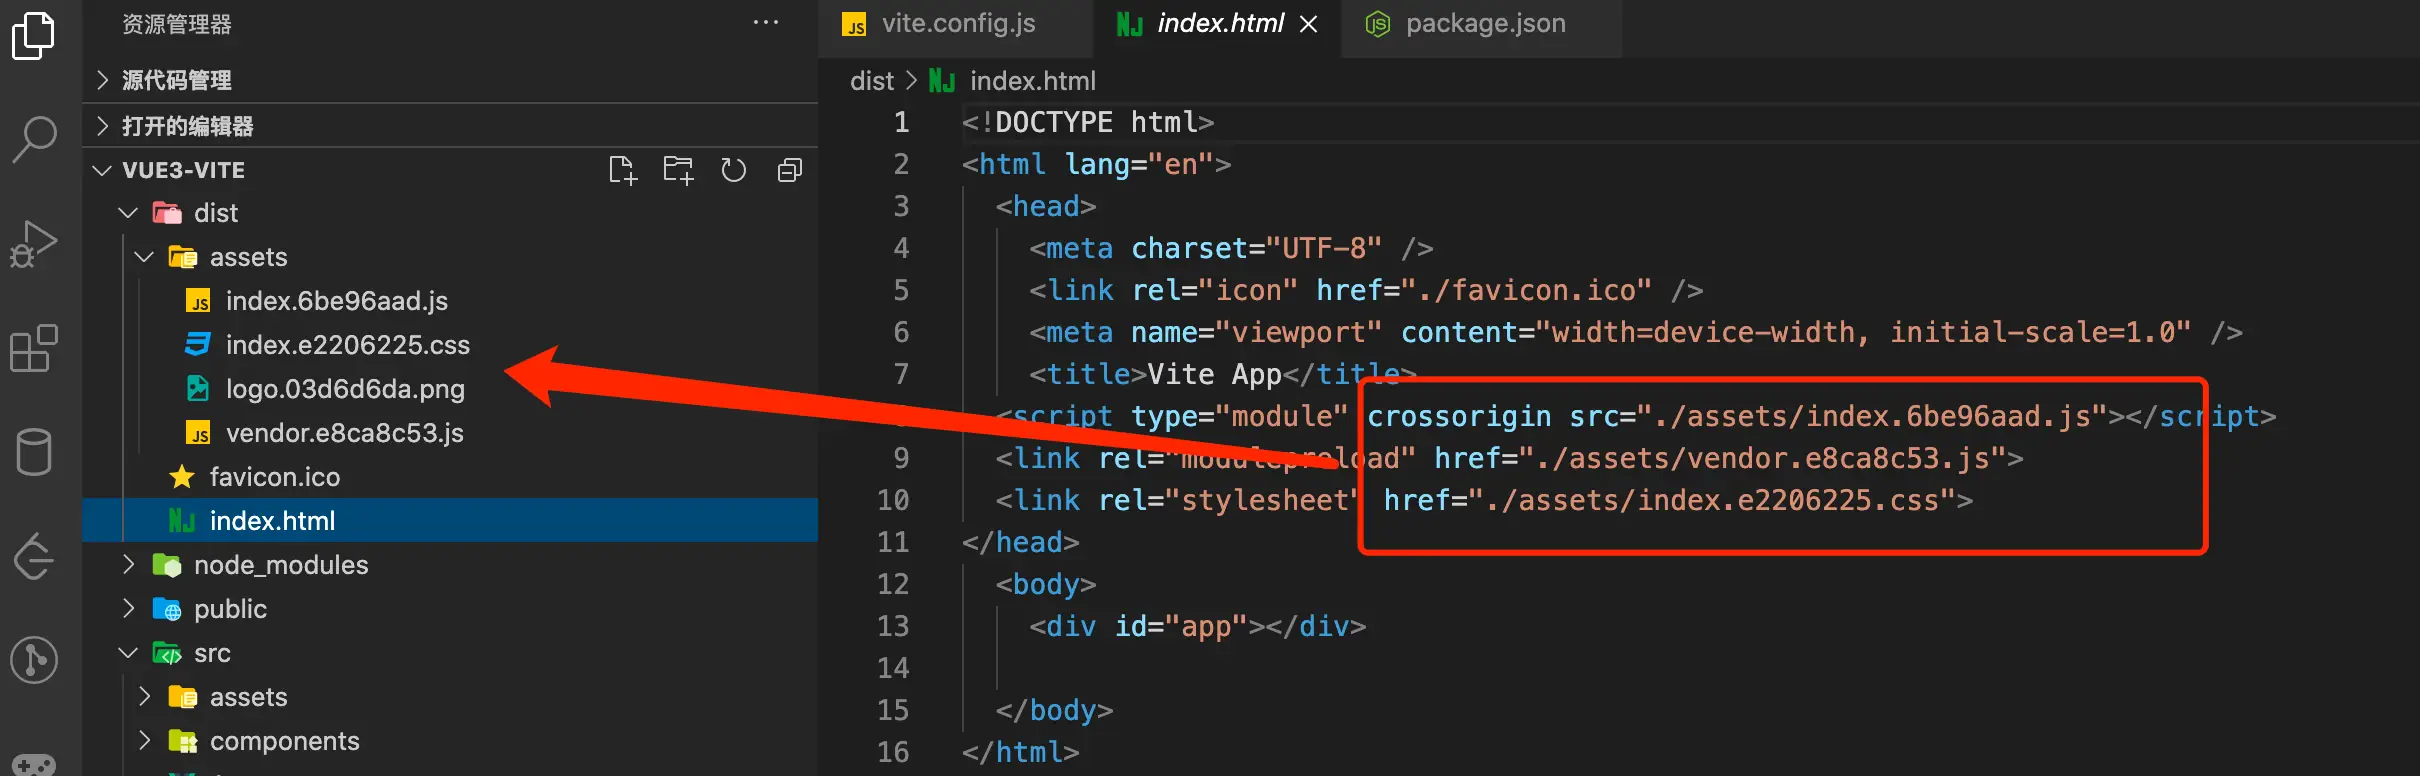 资源管理器
源代码管理
打开的编辑器
VUE3-VITE
dist
assets
index.6be96aad.js
index.e2206225.css
logo.03d6d6da.png
vendor.e8ca8c53.js
favicon.ico
index.html
node_modules
public
src
assets
components
vite.config.js
index.html
package.json
dist > index.html
1 <!DOCTYPE html>
2 <html lang="en">
3 <head>
4 <meta charset="UTF-8" />
5 <link rel="icon" href="./favicon.ico" />
6 <meta name="viewport" content="width=device-width, initial-scale=1.0" />
7 <title>Vite App</title>
<script type="module" crossorigin src="./assets/index.6be96aad.js"></script>
9 <link rel="modulepreload" href="./assets/vendor.e8ca8c53.js">
10 <link rel="stylesheet" href="./assets/index.e2206225.css">
11 </head>
12 <body>
13 <div id="app"></div>
14
15 </body>
16 </html>